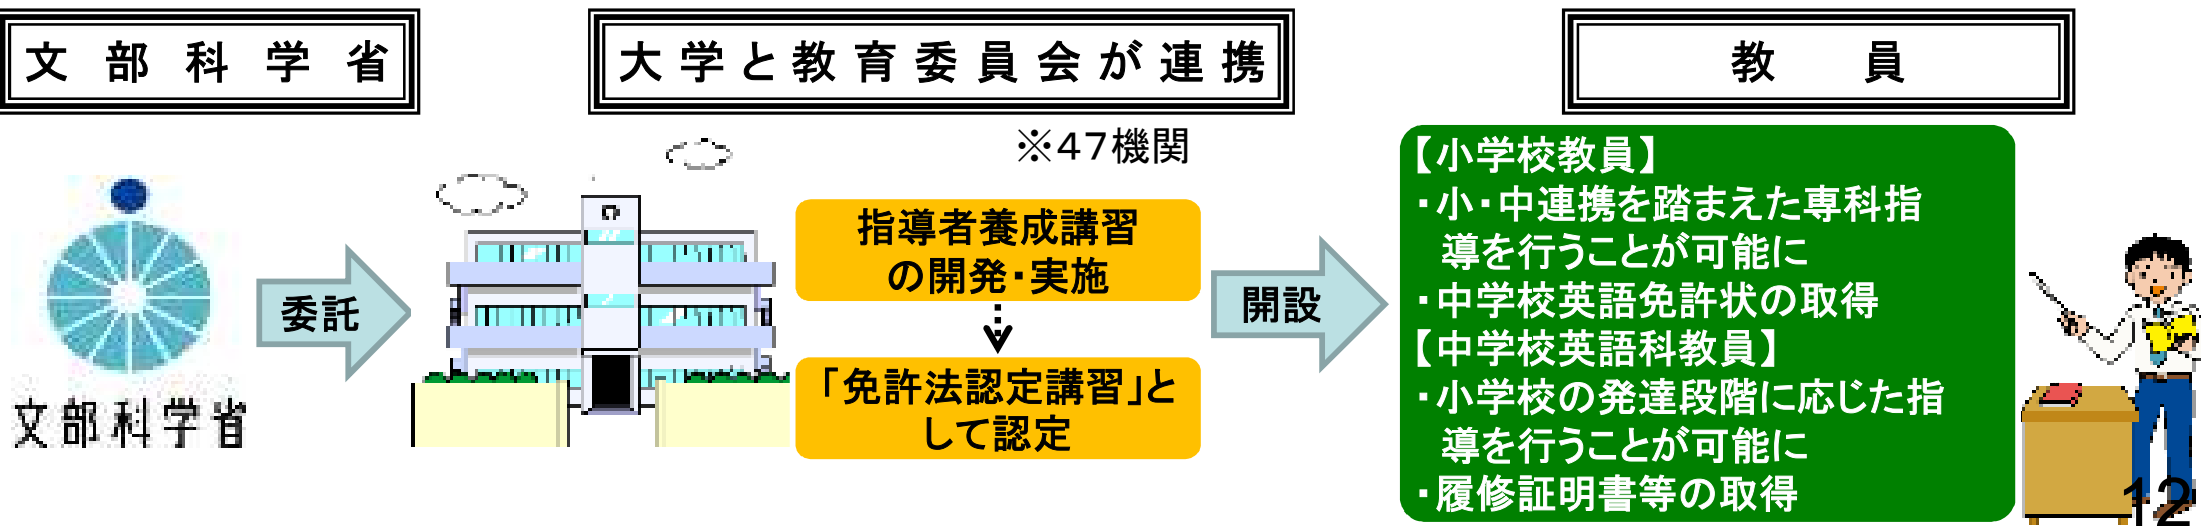 文部科学省
大学と教育委員会が連携
教員
※47機関
文部科学省
委託
指導者養成講習
の開発・実施
「免許法認定講習」と
して認定
開設
【小学校教員】
・小・中連携を踏まえた専科指
導を行うことが可能に
・中学校英語免許状の取得
【中学校英語科教員】
・小学校の発達段階に応じた指
導を行うことが可能に
・履修証明書等の取得
12